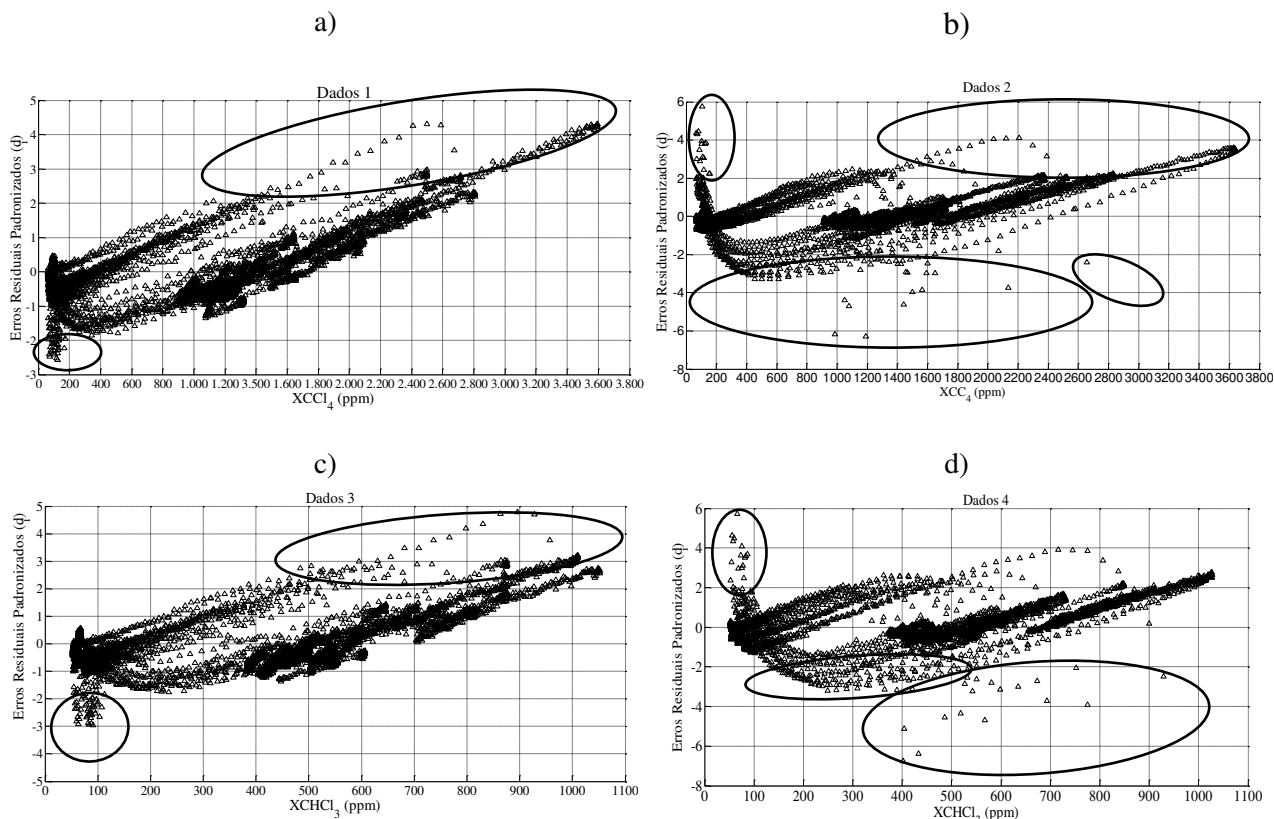 a)
Dados 1
Erros Residuais Padronizados (d
i
5
4
3
2
1
0
-1
-2
-3
0 200 400 600 800 1.000 1.200 1.000 3.500 1.600 1.800 2.000 2.200 2.400 2.600 3.000 3.200 3.400 3.600 3.800
XCCl4 (ppm)
b)
Dados 2
Erros Residuais Padronizados (d)
6
4
2
0
-2
-4
-6
-8
0 200 400 600 800 1000 1200 1400 1600 1800 2000 2200 2400 2600 2800 3000 3200 3400 3600 3800
XCC4 (ppm)
c)
Dados 3
Erros Residuais Padronizados (d)
5
4
3
2
1
0
-1
-2
-3
-4
-5
0 100 200 300 400 500 600 700 800 900 1000 1100
XCHCl3 (ppm)
d)
Dados 4
Erros Residuais Padronizados (d)
6
4
2
0
-2
-4
-6
-8
0 100 200 300 400 500 600 700 800 900 1000 1100
XCHCl (ppm)